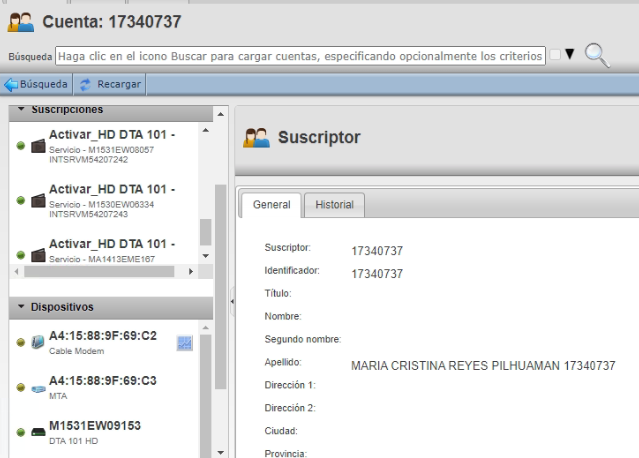 Cuenta: 17340737
Búsqueda Haga clic en el icono Buscar para cargar cuentas, especificando opcionalmente los criterios
Búsqueda Recargar
Suscripciones
Activar_HD DTA 101 -
Servicio - M1531EW08057
INTSRVM54207242
Activar_HD DTA 101 -
Servicio - M1530EW06334
INTSRVM54207243
Activar_HD DTA 101 -
Servicio - MA1413EME167
Dispositivos
A4:15:88:9F:69:C2
Cable Modem
A4:15:88:9F:69:C3
MTA
M1531EW09153
DTA 101 HD
Suscriptor
General Historial
Suscriptor: 17340737
Identificador: 17340737
Título:
Nombre:
Segundo nombre:
Apellido: MARIA CRISTINA REYES PILHUAMAN 17340737
Dirección 1:
Dirección 2:
Ciudad:
Provincia: